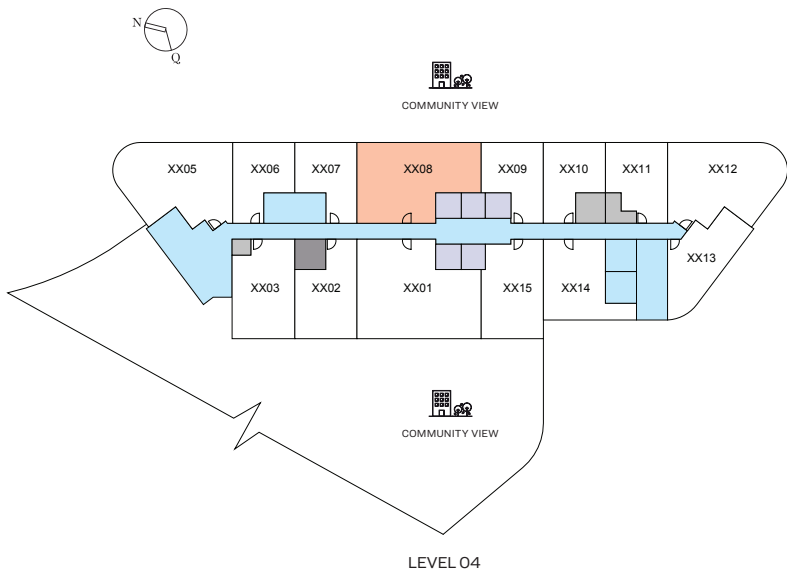 N
Q
COMMUNITY VIEW
XX05
XX06
XX07
XX08
XX09
XX10
XX11
XX12
XX13
XX03
XX02
XX01
XX15
XX14
COMMUNITY VIEW
LEVEL 04